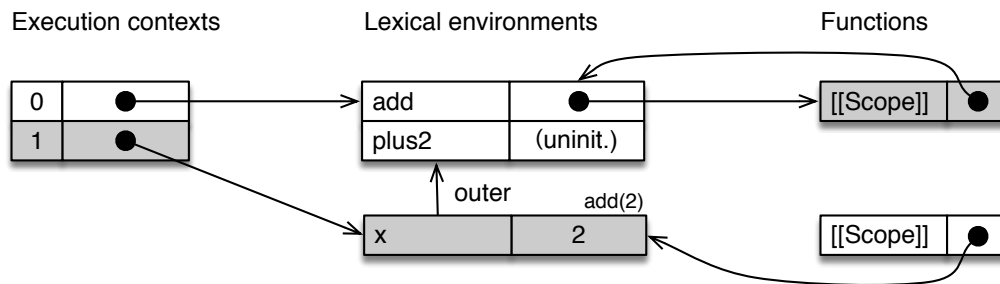 Execution contexts Lexical environments Functions
0 add [[Scope]]
1 plus2 (uninit.)
outer add(2)
x 2 [[Scope]]